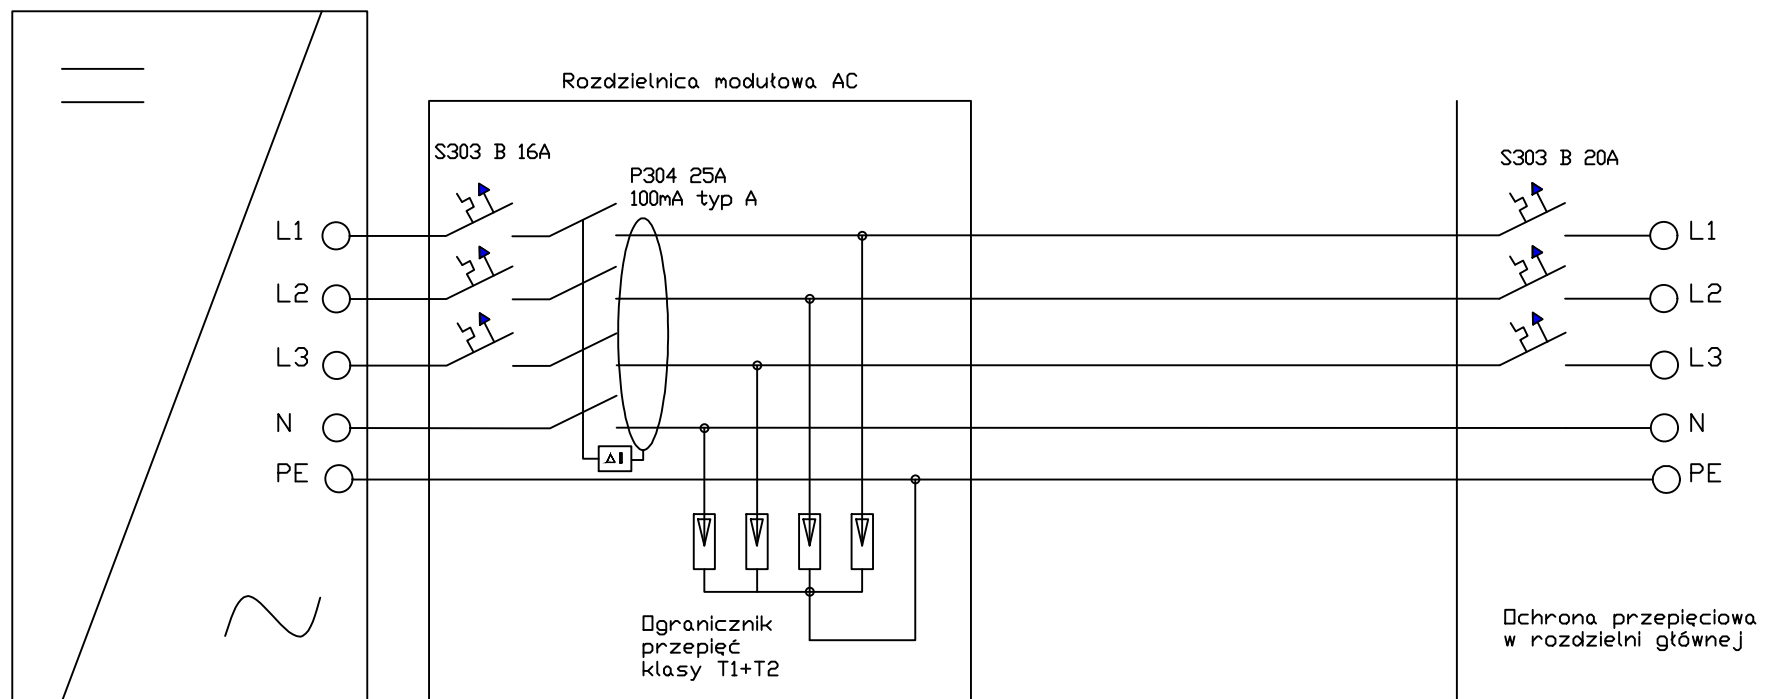 Rozdzielnica modułowa AC
S303 B 16A
P304 25A
100mA typ A
S303 B 20A
L1
L2
L3
N
PE
L1
L2
L3
N
PE
ΔI
Ogranicznik
przepięć
klasy T1+T2
Ochrona przepięciowa
w rozdzielni głównej